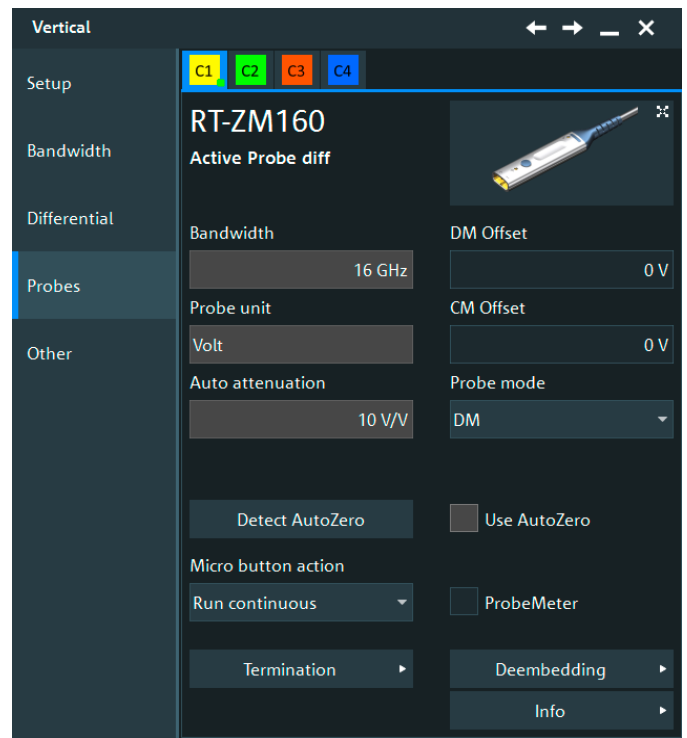 Vertical
Setup
Bandwidth
Differential
Probes
Other
C1 C2 C3 C4
RT-ZM160
Active Probe diff
Bandwidth
16 GHz
DM Offset
0 V
Probe unit
Volt
CM Offset
0 V
Auto attenuation
10 V/V
Probe mode
DM
Detect AutoZero
Use AutoZero
Micro button action
Run continuous
ProbeMeter
Termination
Deembedding
Info